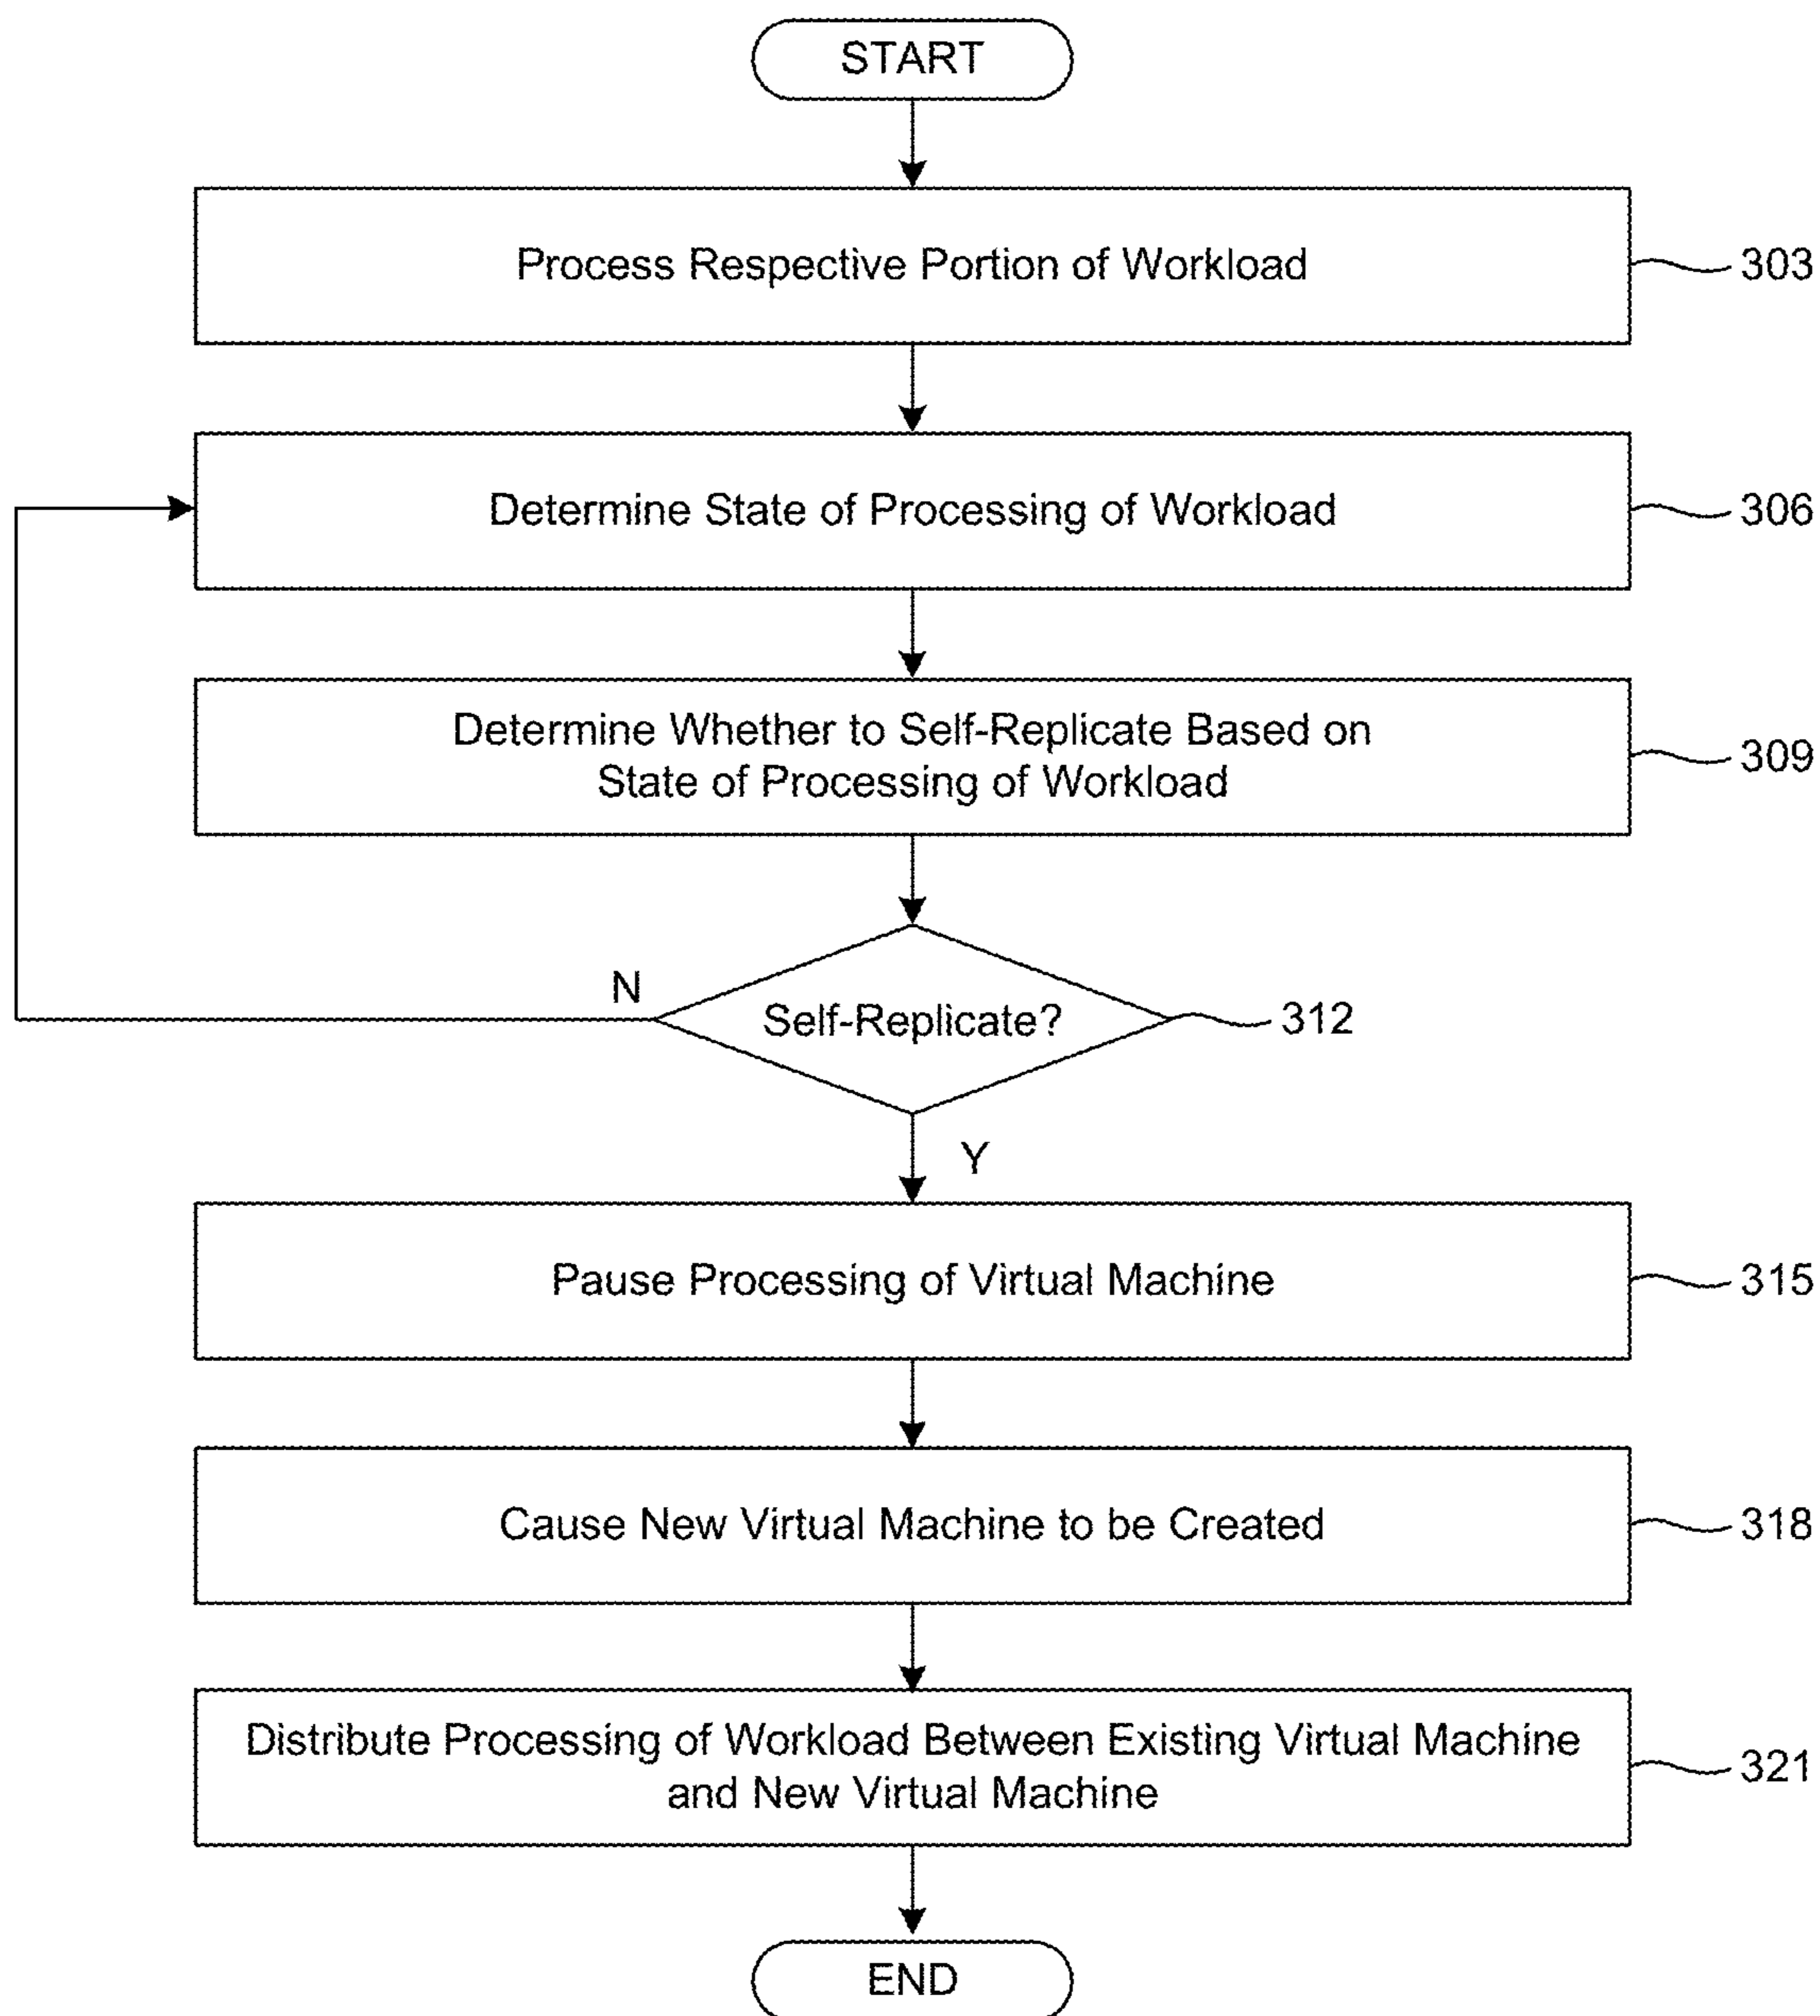 START
Process Respective Portion of Workload
303
Determine State of Processing of Workload
306
Determine Whether to Self-Replicate Based on
State of Processing of Workload
309
N
Self-Replicate?
312
Y
Pause Processing of Virtual Machine
315
Cause New Virtual Machine to be Created
318
Distribute Processing of Workload Between Existing Virtual Machine
and New Virtual Machine
321
END